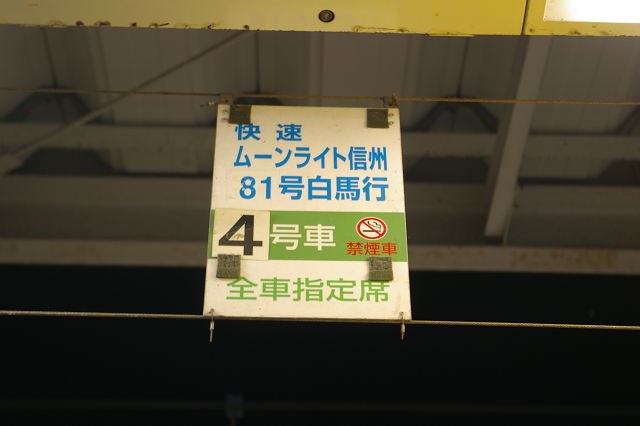 快速
ムーンライト信州
81号白馬行
4号車
禁煙車
全車指定席